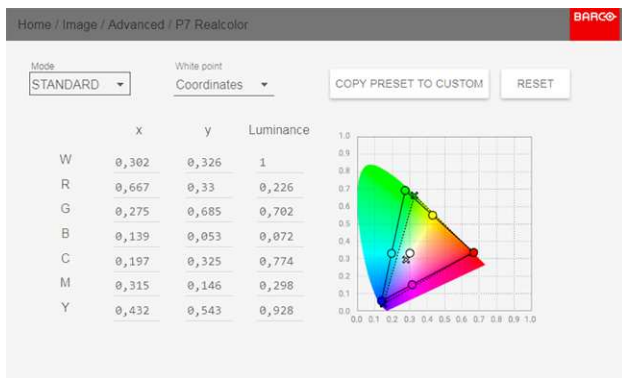 Home / Image / Advanced / P7 Realcolor
BARCO
Mode
STANDARD
White point
Coordinates
COPY PRESET TO CUSTOM
RESET
x y Luminance
W 0,302 0,326 1
R 0,667 0,33 0,226
G 0,275 0,685 0,702
B 0,139 0,053 0,072
C 0,197 0,325 0,774
M 0,315 0,146 0,298
Y 0,432 0,543 0,928
1.0
0.9
0.8
0.7
0.6
0.5
0.4
0.3
0.2
0.1
0.0
0.0 0.1 0.2 0.3 0.4 0.5 0.6 0.7 0.8 0.9 1.0